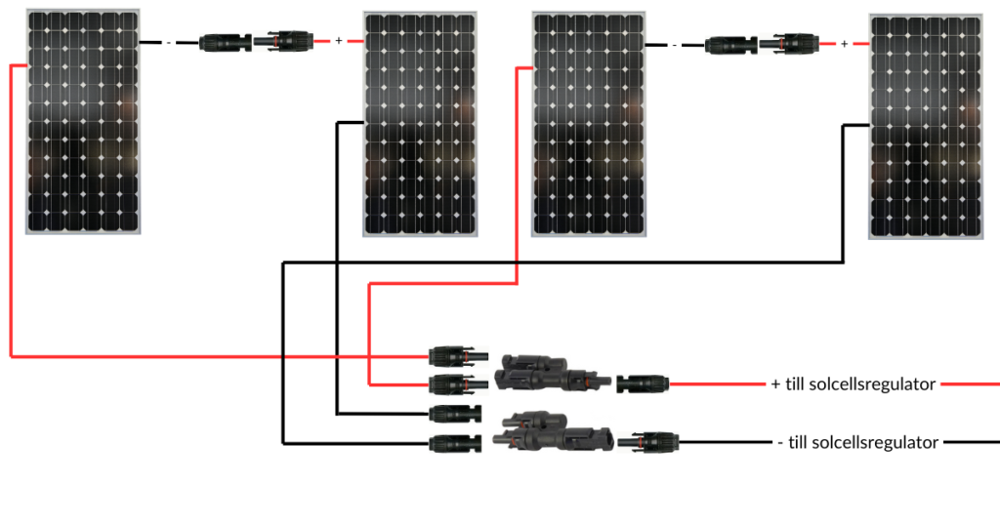 - +
- +
+ till solcellsregulator
- till solcellsregulator